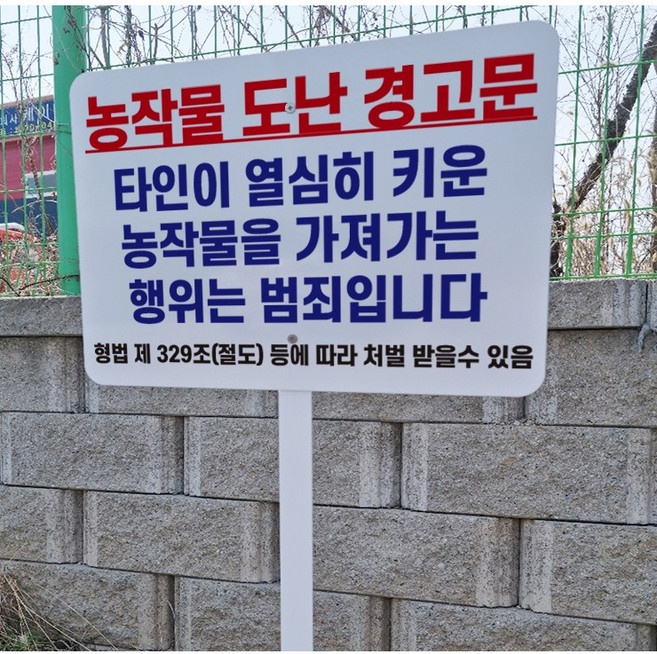 농작물 도난 경고문
타인이 열심히 키운
농작물을 가져가는
행위는 범죄입니다
형법 제 329조(절도) 등에 따라 처벌 받을수 있음